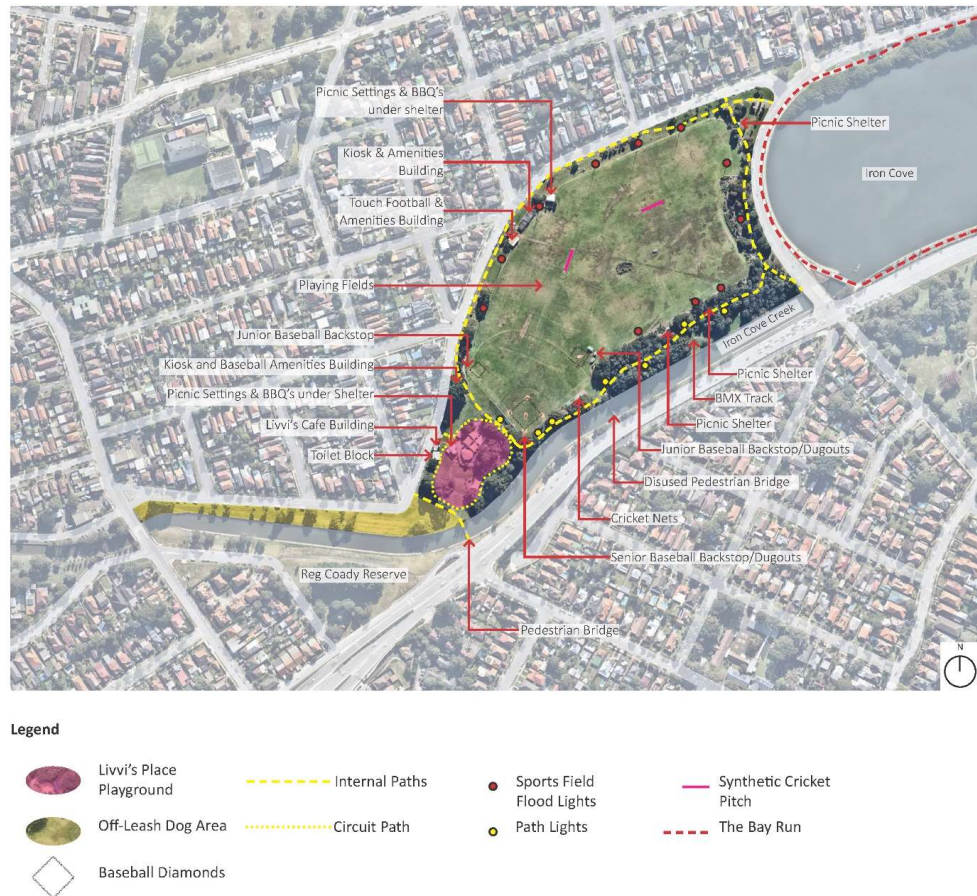 Picnic Settings & BBQ's
under shelter
Picnic Shelter
Kiosk & Amenities
Building
Iron Cove
Touch Football &
Amenities Building
Playing Fields
Iron Cove Creek
Junior Baseball Backstop
Kiosk and Baseball Amenities Building
Picnic Shelter
Picnic Settings & BBQ's under Shelter
BMX Track
Livvi's Cafe Building
Picnic Shelter
Toilet Block
Junior Baseball Backstop/Dugouts
Disused Pedestrian Bridge
Cricket Nets
Senior Baseball Backstop/Dugouts
Reg Coady Reserve
Pedestrian Bridge
N
Legend
Livvi's Place
Playground
Internal Paths
Sports Field
Flood Lights
Synthetic Cricket
Pitch
Off-Leash Dog Area
Circuit Path
Path Lights
The Bay Run
Baseball Diamonds